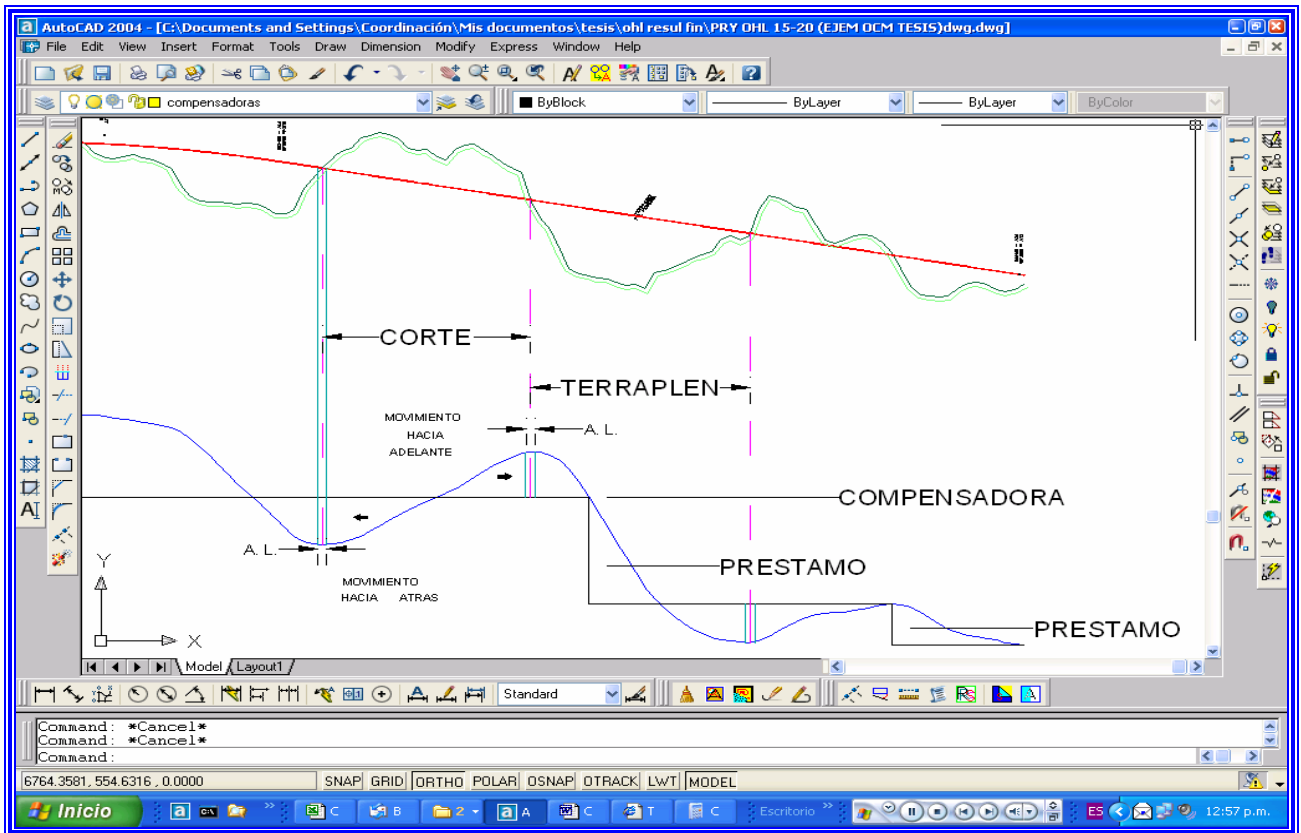 AutoCAD 2004 - [C:\Documents and Settings\Coordinación\Mis documentos\tesis\ohl resul fin\PRY OHL 15-20 (EJEM OCM TESIS)dwg.dwg]
File Edit View Insert Format Tools Draw Dimension Modify Express Window Help
compensadoras ByBlock ByLayer ByLayer ByColor
CORTE
TERRAPLEN
MOVIMIENTO
HACIA
ADELANTE
A. L.
COMPENSADORA
A. L.
PRESTAMO
MOVIMIENTO
HACIA ATRAS
PRESTAMO
Y
X
Model Layout1
Standard
Command: *Cancel*
Command: *Cancel*
Command:
6764.3581, 554.6316 , 0.0000 SNAP GRID ORTHO POLAR OSNAP OTRACK LWT MODEL
Inicio C B 2 A C T C Escritorio ES 12:57 p.m.